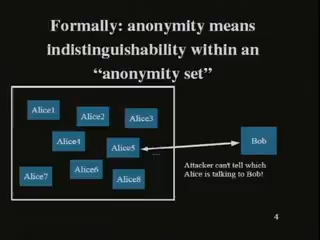 Formally: anonymity means
indistinguishability within an
“anonymity set”
Alice1
Alice2
Alice3
Alice4
Alice5
...
Bob
Alice6
Alice7
Alice8
Attacker can't tell which
Alice is talking to Bob!
4